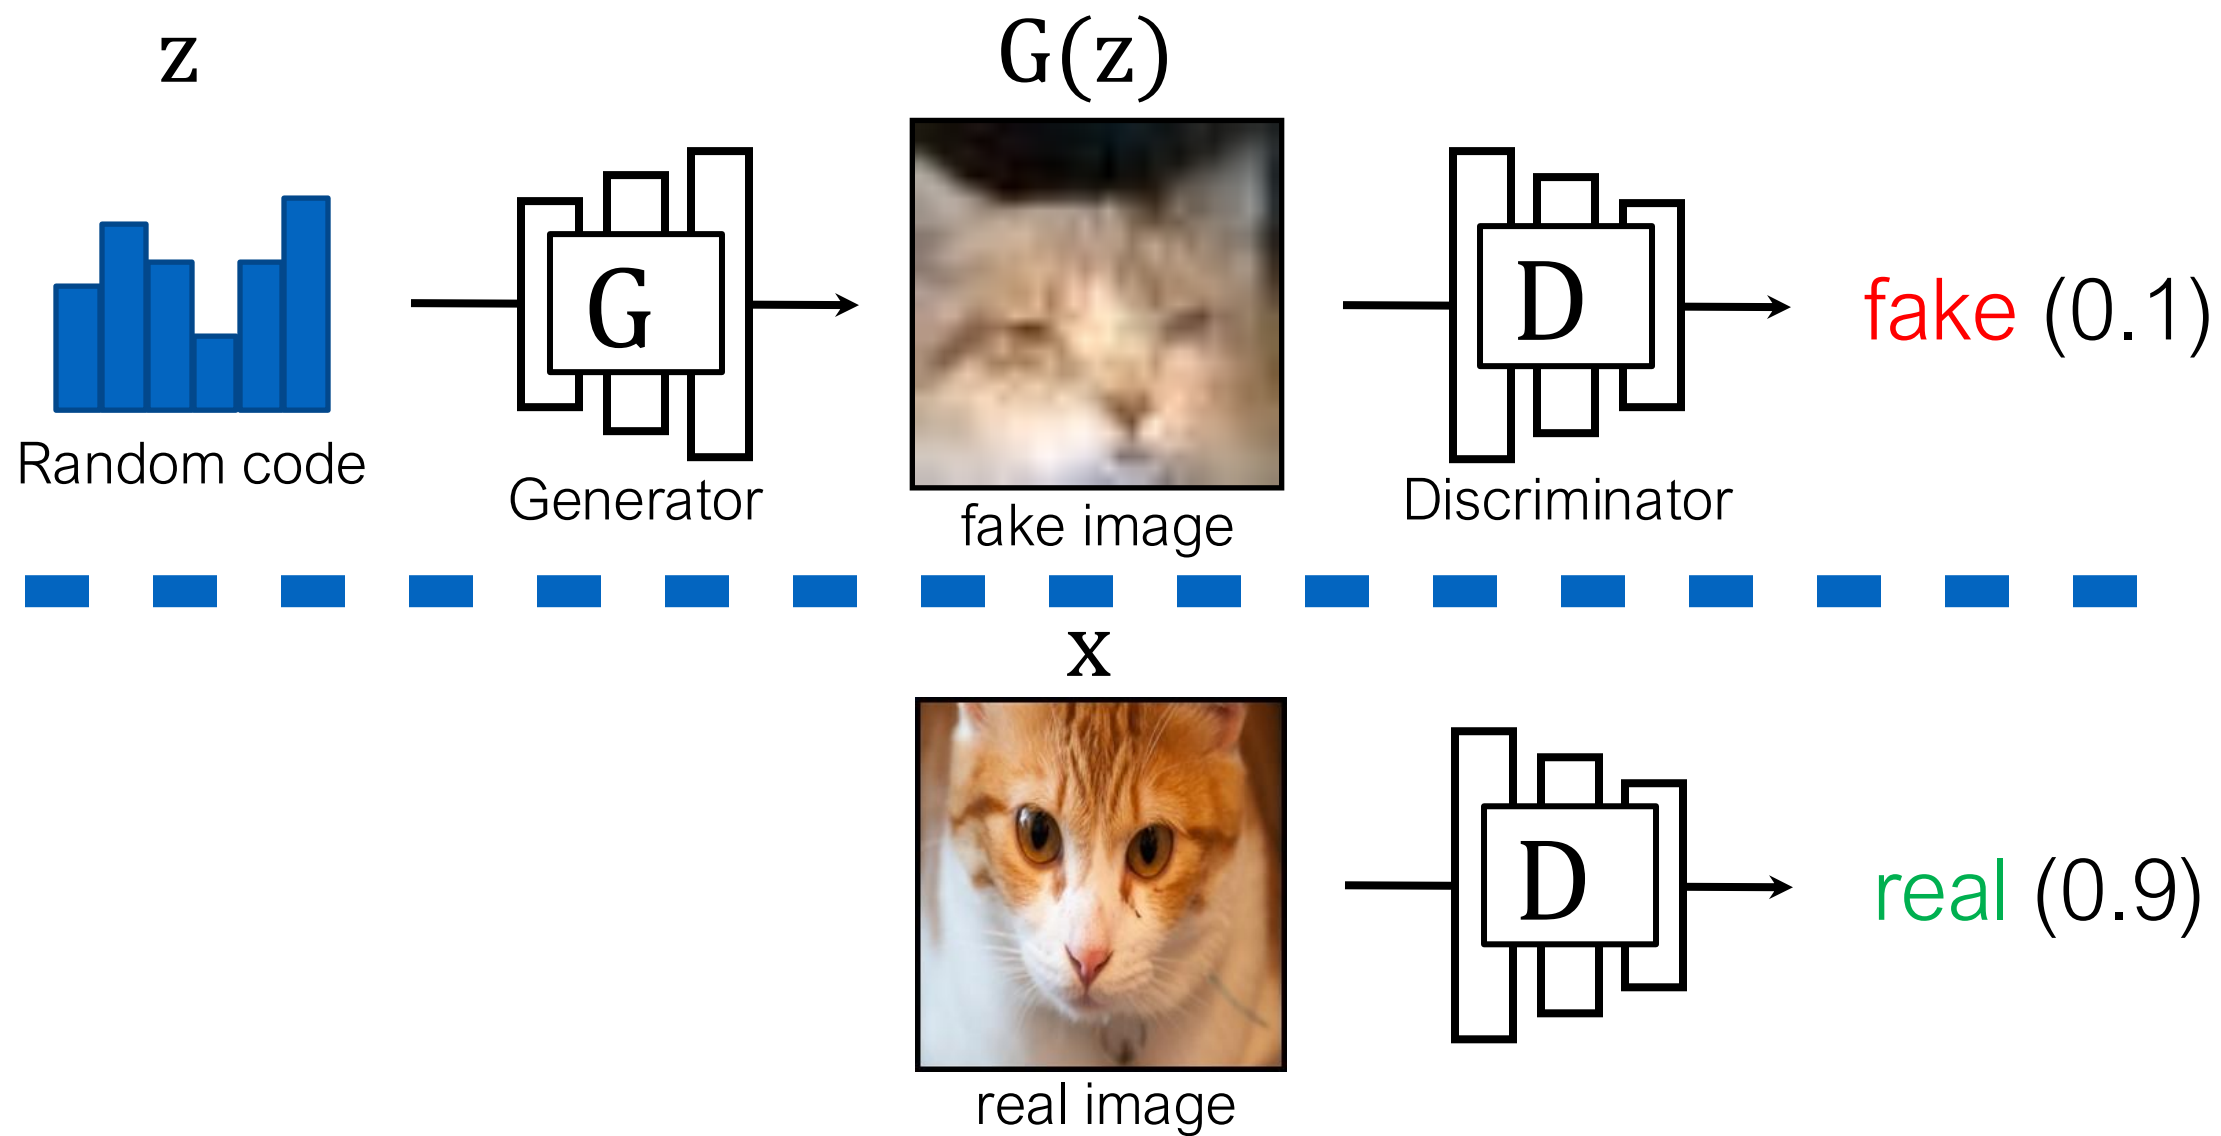 z
G(z)
G
D
fake (0.1)
Random code
Generator
fake image
Discriminator
x
D
real (0.9)
real image